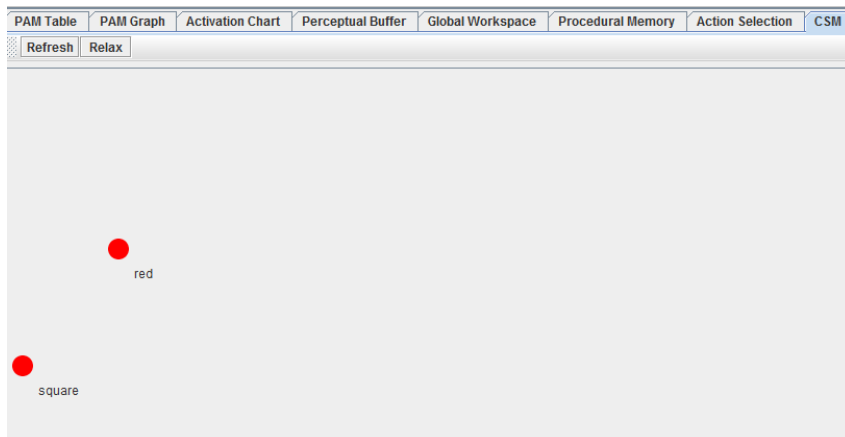 PAM Table PAM Graph Activation Chart Perceptual Buffer Global Workspace Procedural Memory Action Selection CSM
Refresh Relax
red
square